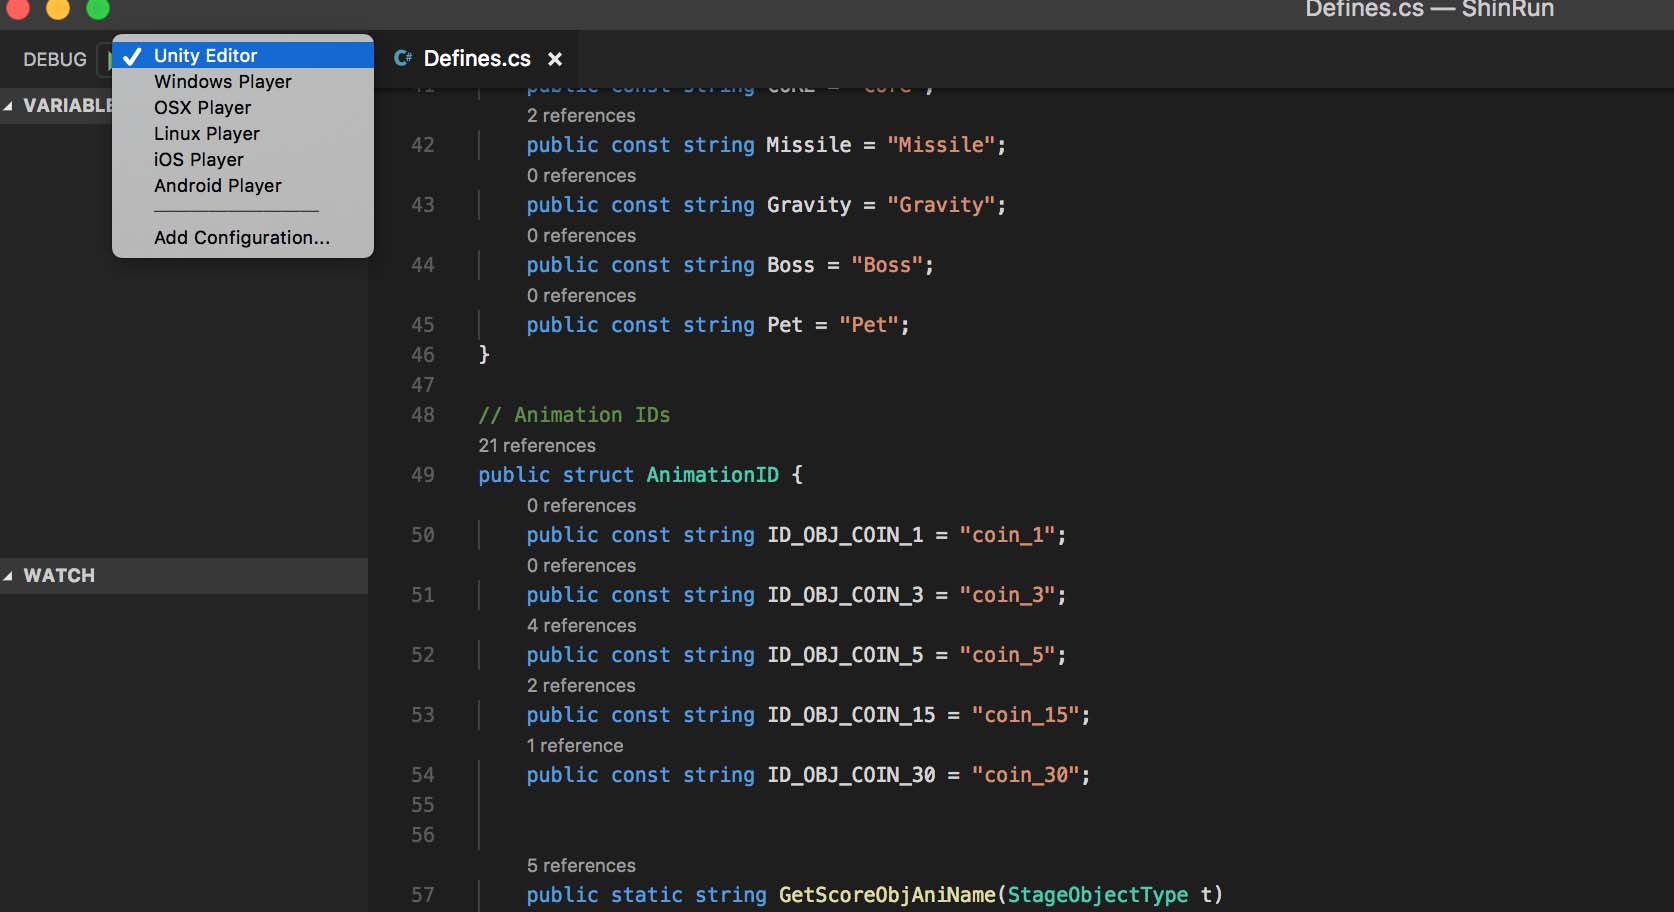 Defines.cs — ShinRun
DEBUG
Unity Editor
Windows Player
OSX Player
Linux Player
iOS Player
Android Player
Add Configuration...
C# Defines.cs ×
VARIABLE
WATCH
41 public const string CORE = "Core";
2 references
42 public const string Missile = "Missile";
0 references
43 public const string Gravity = "Gravity";
0 references
44 public const string Boss = "Boss";
0 references
45 public const string Pet = "Pet";
46 }
47
48 // Animation IDs
21 references
49 public struct AnimationID {
0 references
50 public const string ID_OBJ_COIN_1 = "coin_1";
0 references
51 public const string ID_OBJ_COIN_3 = "coin_3";
4 references
52 public const string ID_OBJ_COIN_5 = "coin_5";
2 references
53 public const string ID_OBJ_COIN_15 = "coin_15";
1 reference
54 public const string ID_OBJ_COIN_30 = "coin_30";
55
56
5 references
57 public static string GetScoreObjAniName(StageObjectType t)